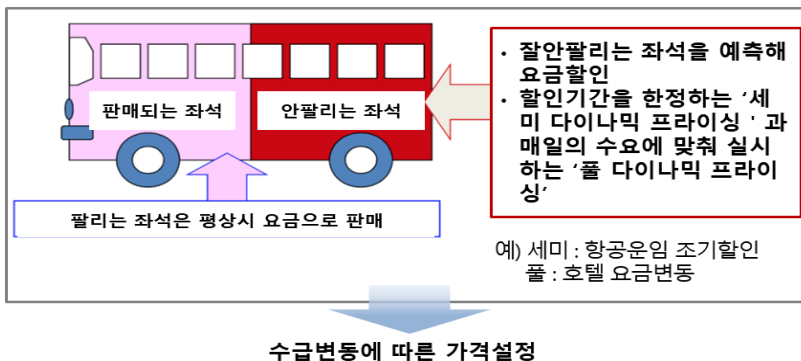 판매되는 좌석
안팔리는 좌석
팔리는 좌석은 평상시 요금으로 판매
• 잘안팔리는 좌석을 예측해
요금할인
• 할인기간을 한정하는 ‘세
미 다이나믹 프라이싱 ' 과
매일의 수요에 맞춰 실시
하는 ‘풀 다이나믹 프라이
싱’
예) 세미 : 항공운임 조기할인
풀 : 호텔 요금변동
수급변동에 따른 가격설정